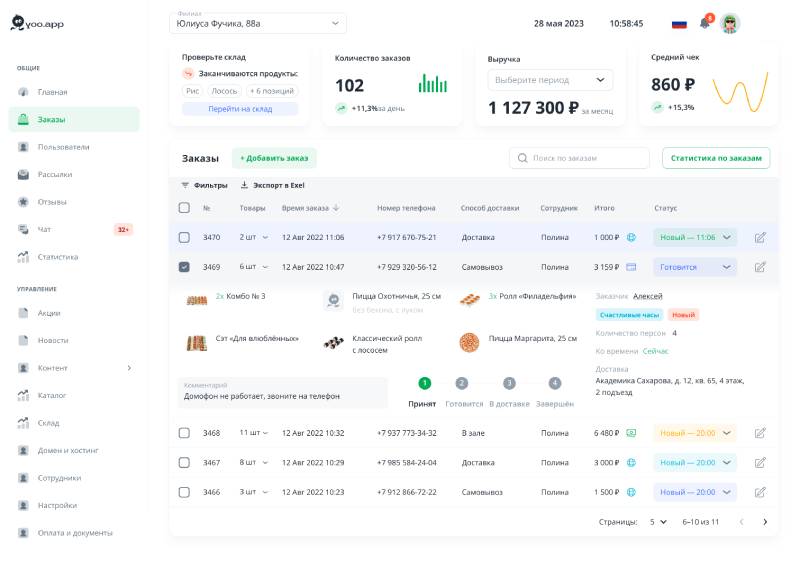 yoo.app
Филиал
Юлиуса Фучика, 88а
28 мая 2023
10:58:45
8
ОБЩИЕ
Главная
Заказы
Пользователи
Рассылки
Отзывы
Чат
32+
Статистика
УПРАВЛЕНИЕ
Акции
Новости
Контент
Каталог
Склад
Домен и хостинг
Сотрудники
Настройки
Оплата и документы
Проверьте склад
Заканчиваются продукты:
Рис
Лосось
+ 6 позиций
Перейти на склад
Количество заказов
102
+11,3% за день
Выручка
Выберите период
1 127 300 ₽ за месяц
Средний чек
860 ₽
+15,3%
Заказы
+ Добавить заказ
Поиск по заказам
Статистика по заказам
Фильтры
Экспорт в Exel
№ Товары Время заказа Номер телефона Способ доставки Сотрудник Итого Статус
3470 2 шт 12 Авг 2022 11:06 +7 917 670-75-21 Доставка Полина 1 000 ₽ Новый — 11:06
3469 6 шт 12 Авг 2022 10:47 +7 929 320-56-12 Самовывоз Полина 3 159 ₽ Готовится
2x Комбо № 3
Пицца Охотничья, 25 см
без бекона, с луком
3x Ролл «Филадельфия»
Сэт «Для влюблённых»
Классический ролл
с лососем
Пицца Маргарита, 25 см
Заказчик Алексей
Счастливые часы
Новый
Количество персон 4
Ко времени Сейчас
Доставка
Академика Сахарова, д. 12, кв. 65, 4 этаж,
2 подъезд
Комментарий
Домофон не работает, звоните на телефон
1 2 3 4
Принят Готовится В доставке Завершён
3468 11 шт 12 Авг 2022 10:32 +7 937 773-34-32 В зале Полина 6 480 ₽ Новый — 20:00
3467 8 шт 12 Авг 2022 10:29 +7 985 584-24-04 Доставка Полина 3 000 ₽ Новый — 20:00
3466 3 шт 12 Авг 2022 10:23 +7 912 866-72-22 Самовывоз Полина 1 500 ₽ Новый — 20:00
Страницы: 5 6–10 из 11